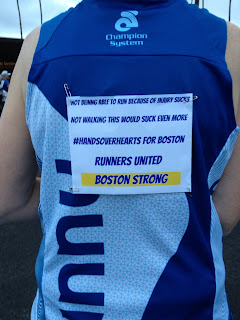 Champion
System
NOT BEING ABLE TO RUN BECAUSE OF INJURY SUCKS
NOT WALKING THIS WOULD SUCK EVEN MORE
#HANDSOVERHEARTS FOR BOSTON
RUNNERS UNITED
BOSTON STRONG